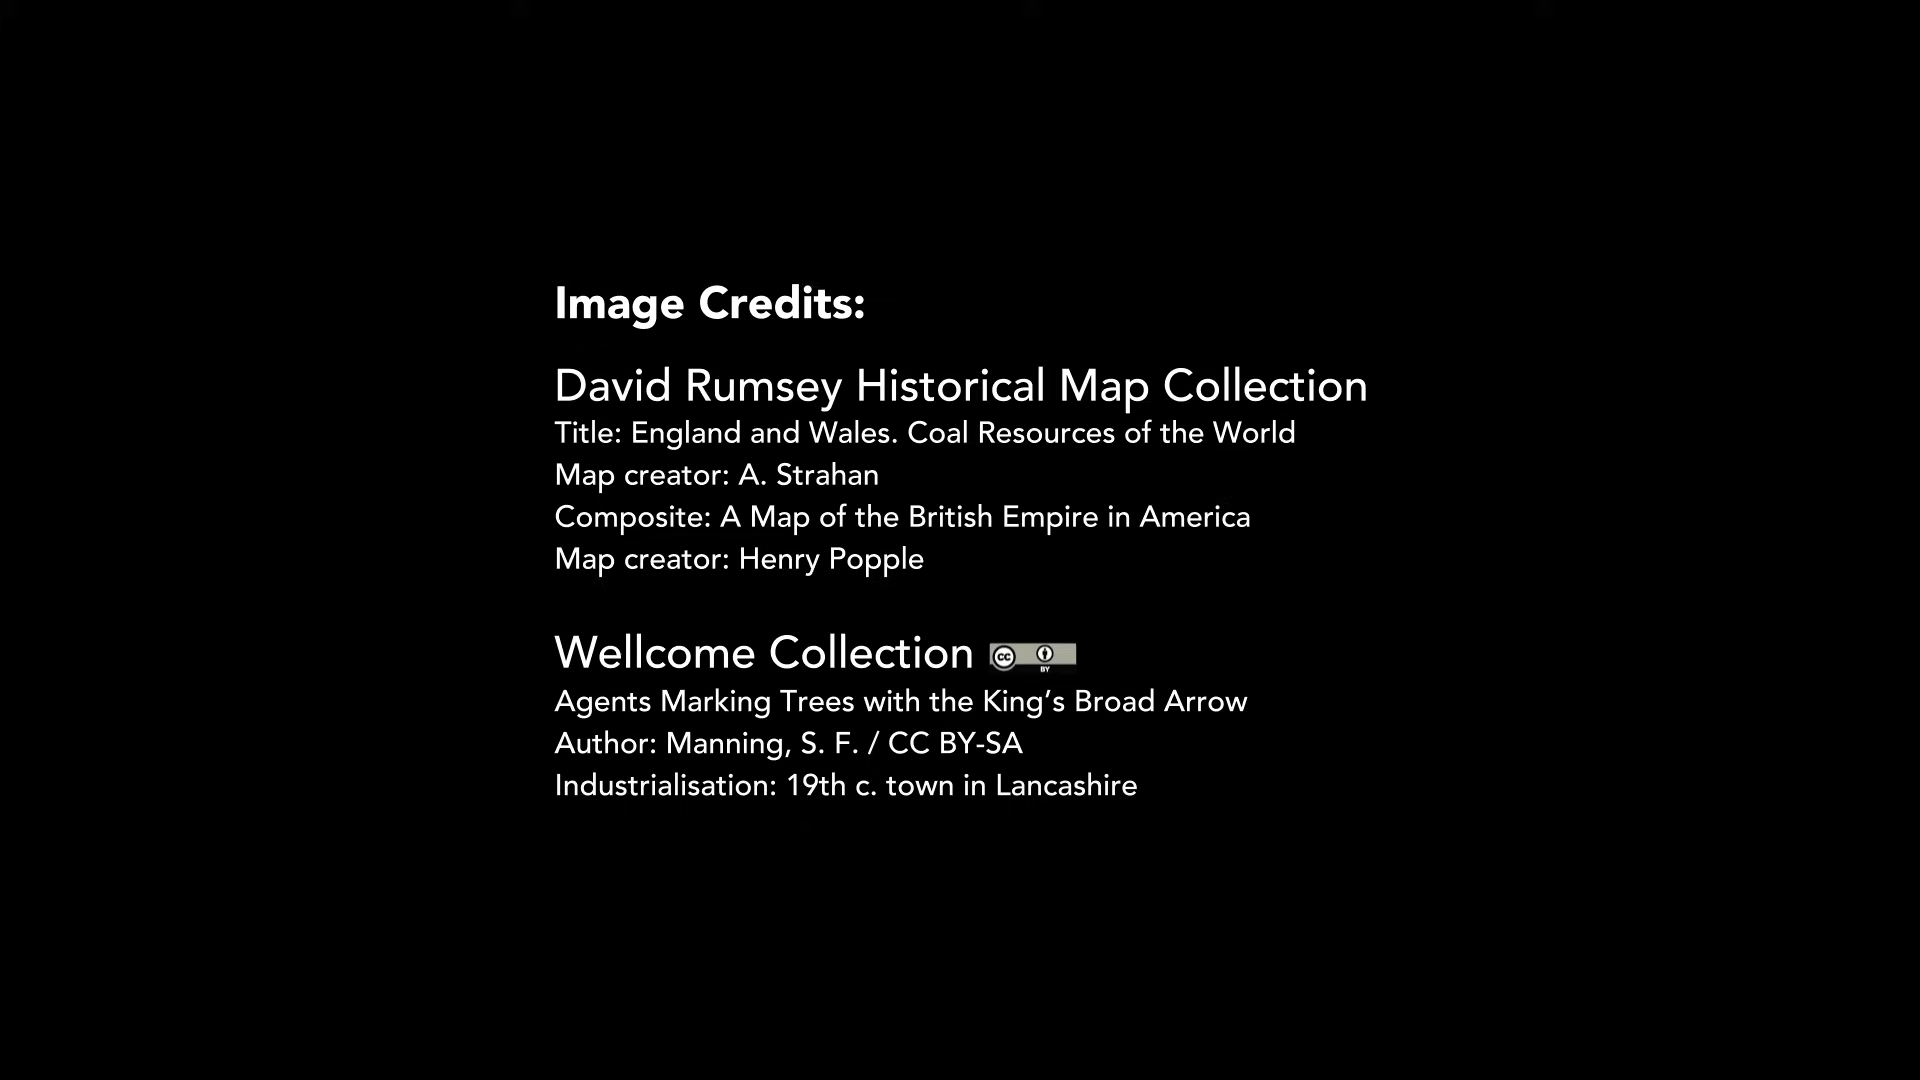 Image Credits:
David Rumsey Historical Map Collection
Title: England and Wales. Coal Resources of the World
Map creator: A. Strahan
Composite: A Map of the British Empire in America
Map creator: Henry Popple
Wellcome Collection cc BY
Agents Marking Trees with the King’s Broad Arrow
Author: Manning, S. F. / CC BY-SA
Industrialisation: 19th c. town in Lancashire